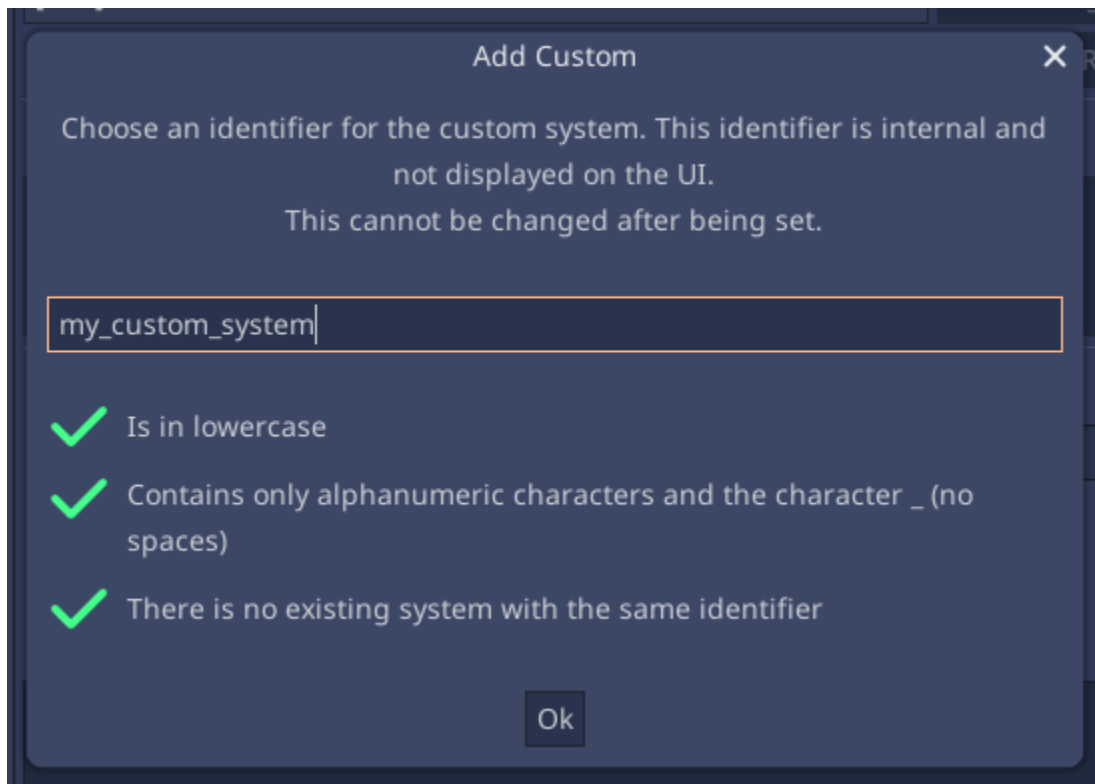 Add Custom
Choose an identifier for the custom system. This identifier is internal and
not displayed on the UI.
This cannot be changed after being set.
my_custom_system
Is in lowercase
Contains only alphanumeric characters and the character _ (no
spaces)
There is no existing system with the same identifier
Ok